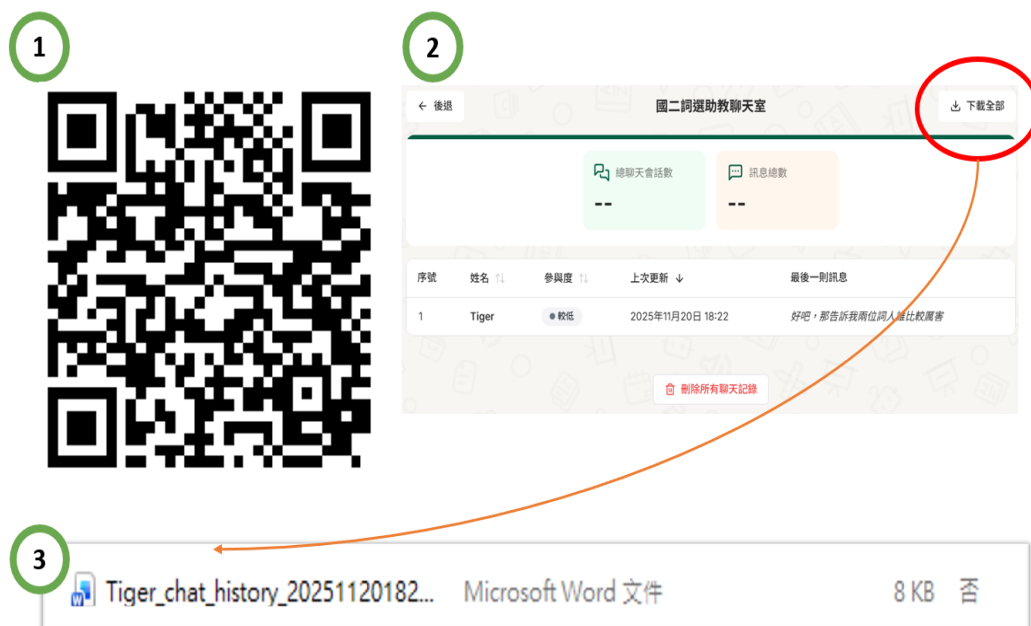 1
2
← 後退
國二詞選助教聊天室
下載全部
總聊天會話數
--
訊息總數
--
序號 姓名 參與度 上次更新 ↓ 最後一則訊息
1 Tiger 較低 2025年11月20日 18:22 好吧，那告訴我兩位詞人誰比較厲害
刪除所有聊天記錄
3
Tiger_chat_history_20251120182... Microsoft Word 文件 8 KB 否